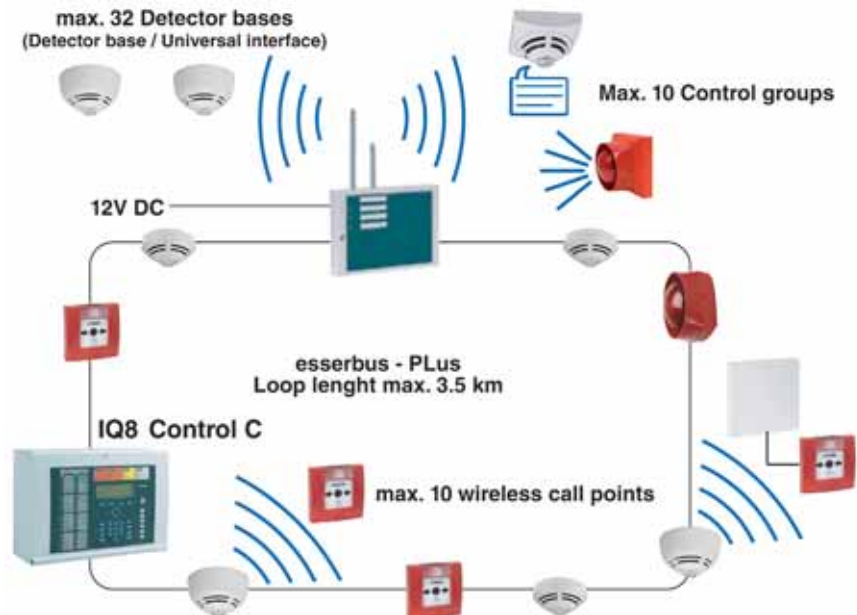 max. 32 Detector bases
(Detector base / Universal interface)
Max. 10 Control groups
12V DC
esserbus - PLus
Loop lenght max. 3.5 km
IQ8 Control C
max. 10 wireless call points